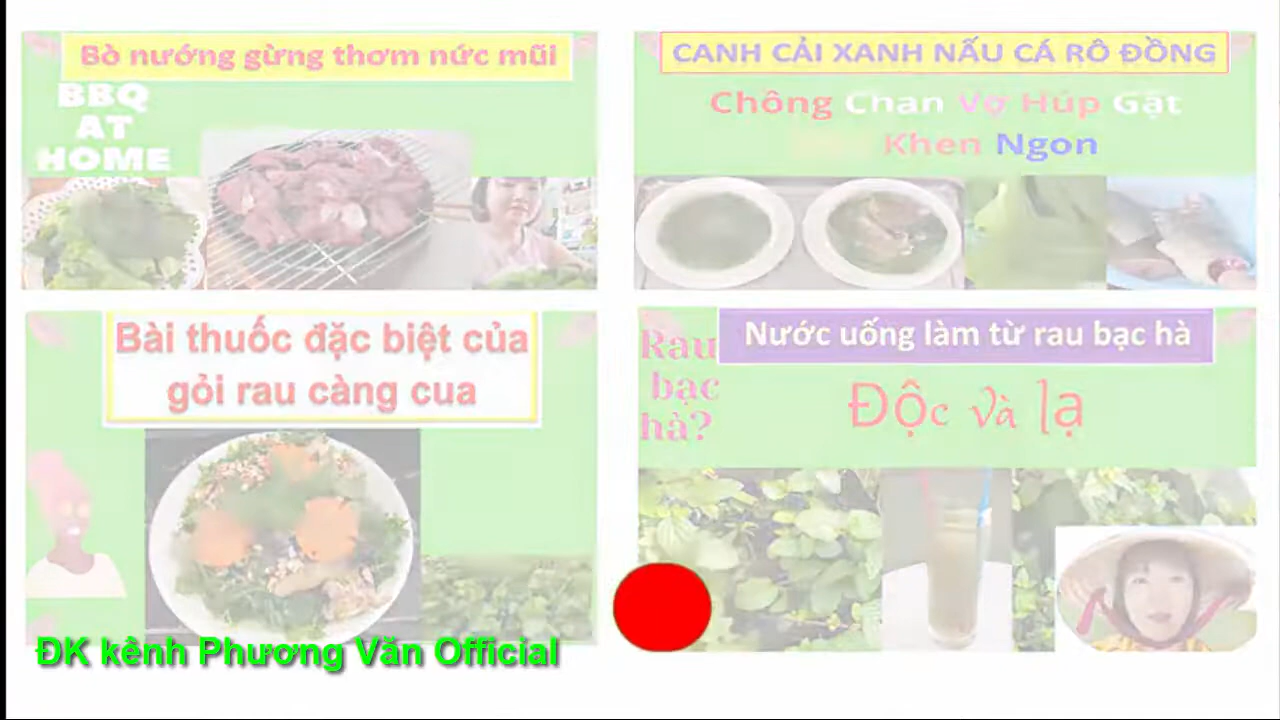 Bò nướng gừng thơm nức mũi
BBQ
AT
HOME
CANH CẢI XANH NẤU CÁ RÔ ĐỒNG
Chồng Chan Vợ Húp Gật
Khen Ngon
Bài thuốc đặc biệt của
gỏi rau càng cua
Nước uống làm từ rau bạc hà
Rau
bạc
hà?
Độc và lạ
ĐK kênh Phương Văn Official